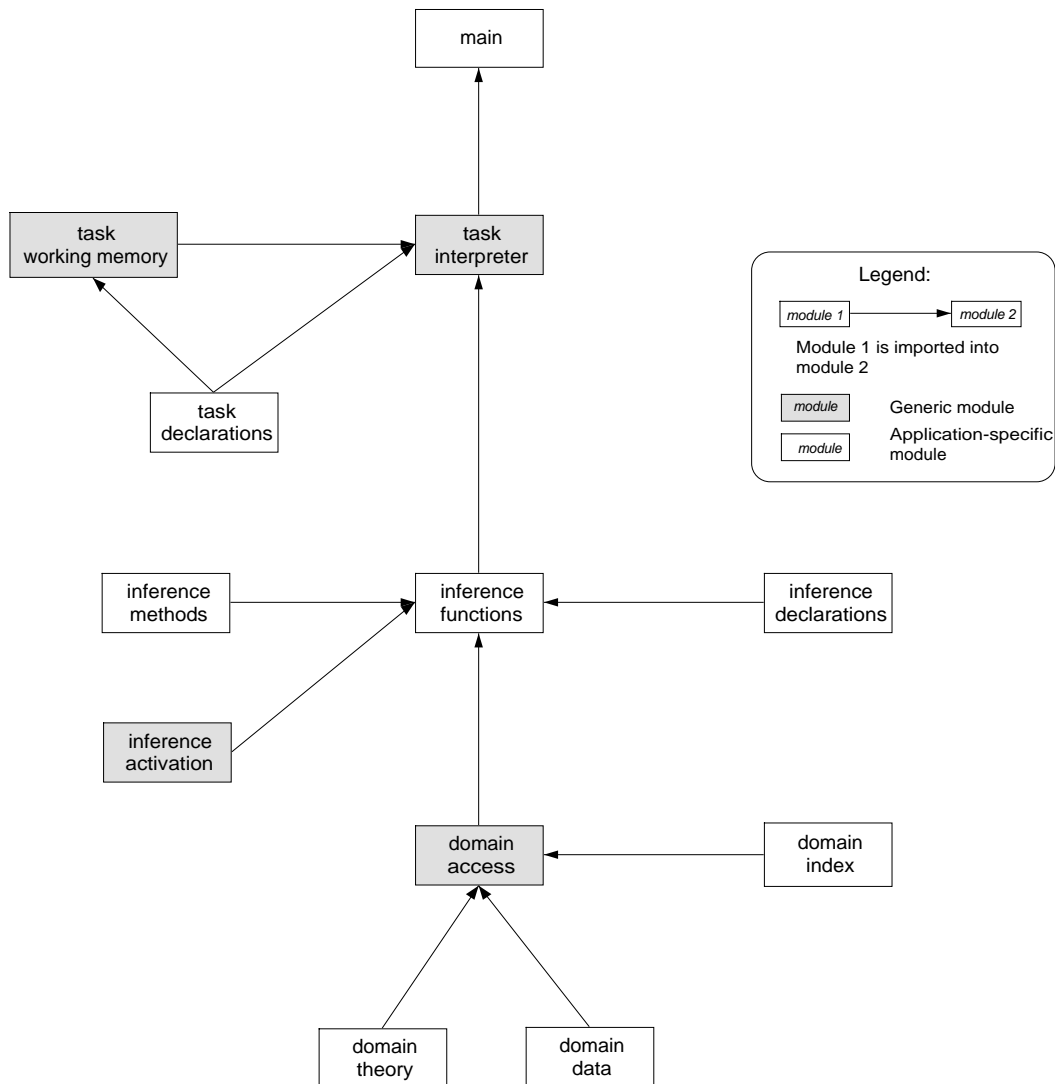 main
task
working memory
task
interpreter
Legend:
module 1
module 2
Module 1 is imported into
module 2
module
Generic module
module
Application-specific
module
task
declarations
inference
methods
inference
functions
inference
declarations
inference
activation
domain
access
domain
index
domain
theory
domain
data